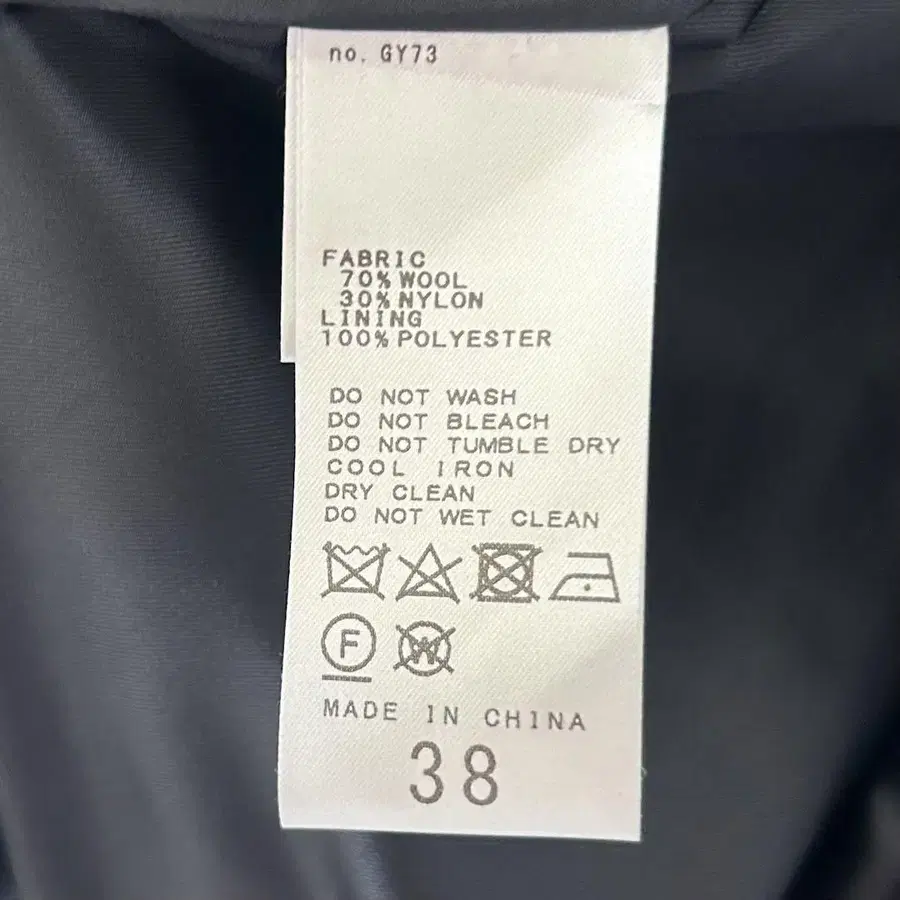 no. GY73
FABRIC
70% WOOL
30% NYLON
LINING
100% POLYESTER
DO NOT WASH
DO NOT BLEACH
DO NOT TUMBLE DRY
COOL IRON
DRY CLEAN
DO NOT WET CLEAN
F W
MADE IN CHINA
38